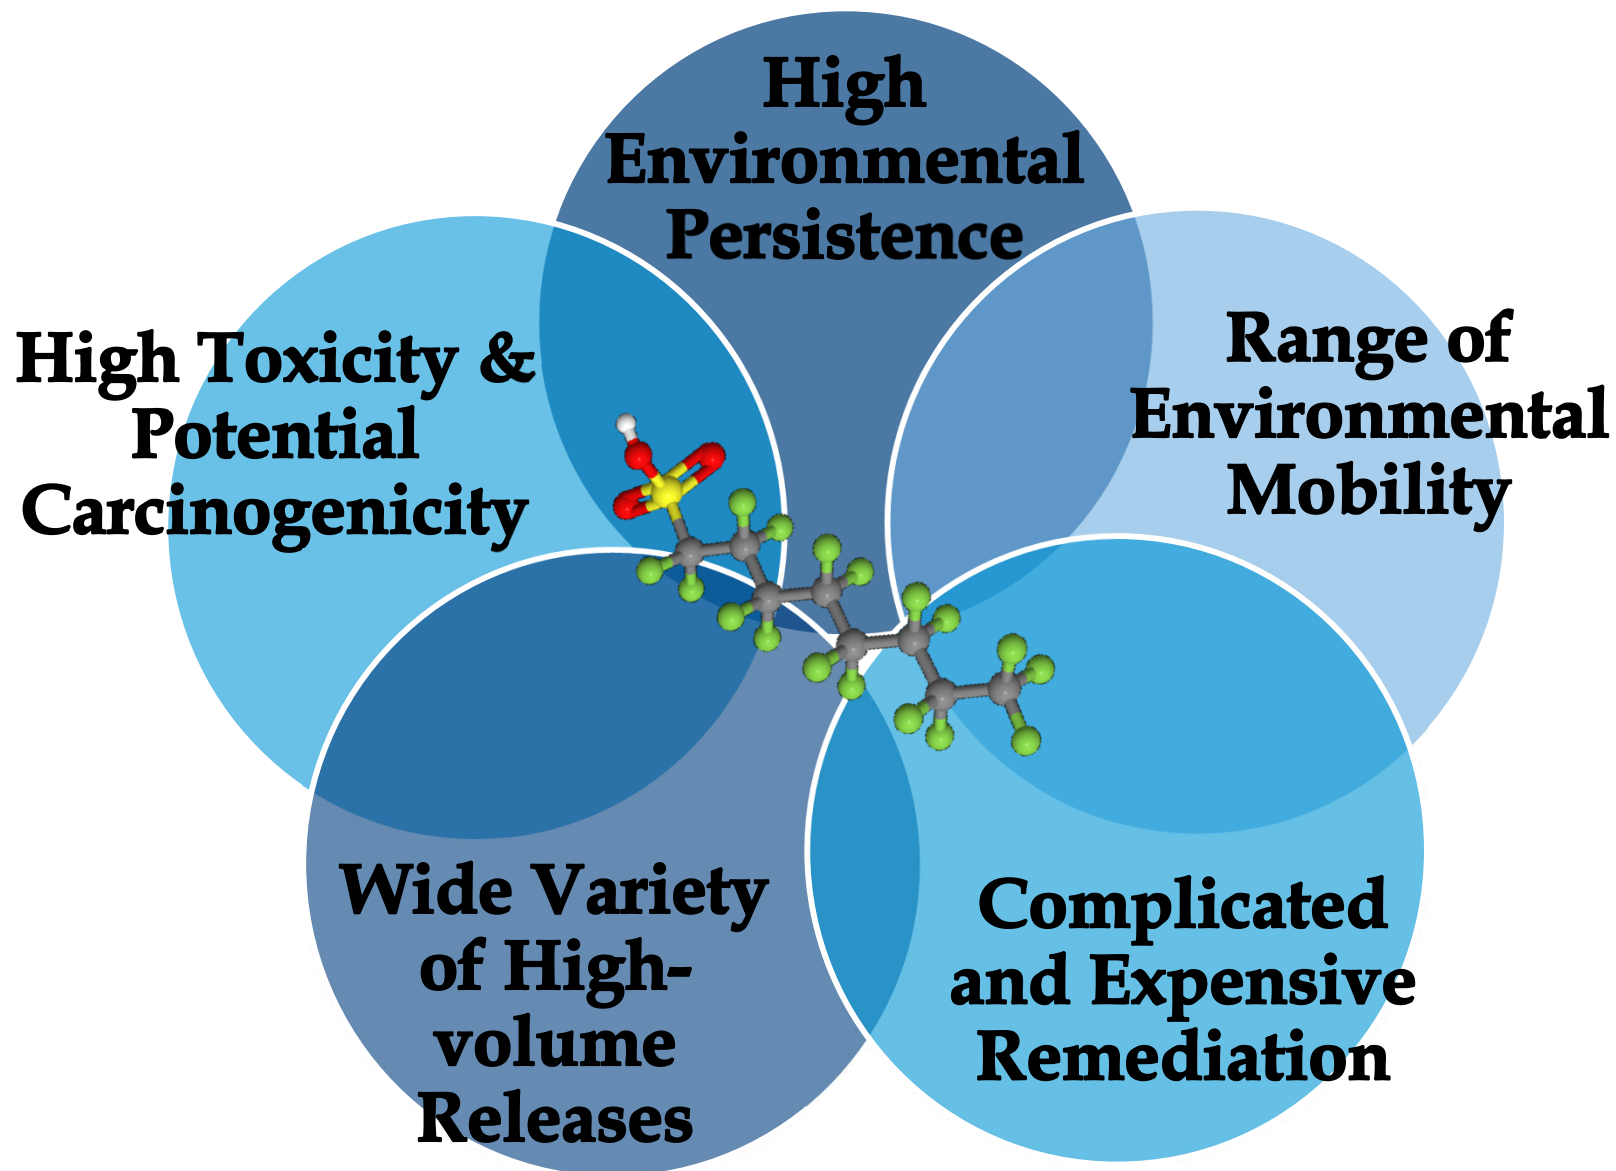 High
Environmental
Persistence
High Toxicity &
Potential
Carcinogenicity
Range of
Environmental
Mobility
Wide Variety
of High-
volume
Releases
Complicated
and Expensive
Remediation